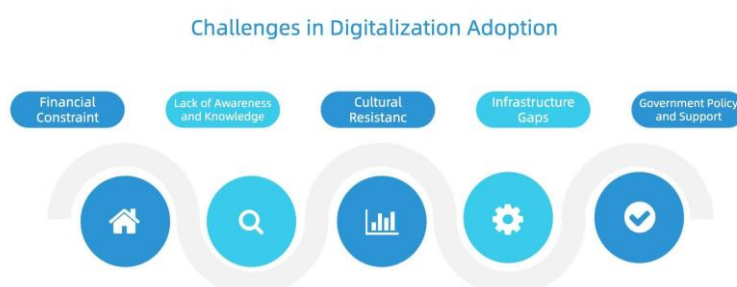 Challenges in Digitalization Adoption
Financial
Constraint
Lack of Awareness
and Knowledge
Cultural
Resistanc
Infrastructure
Gaps
Government Policy
and Support